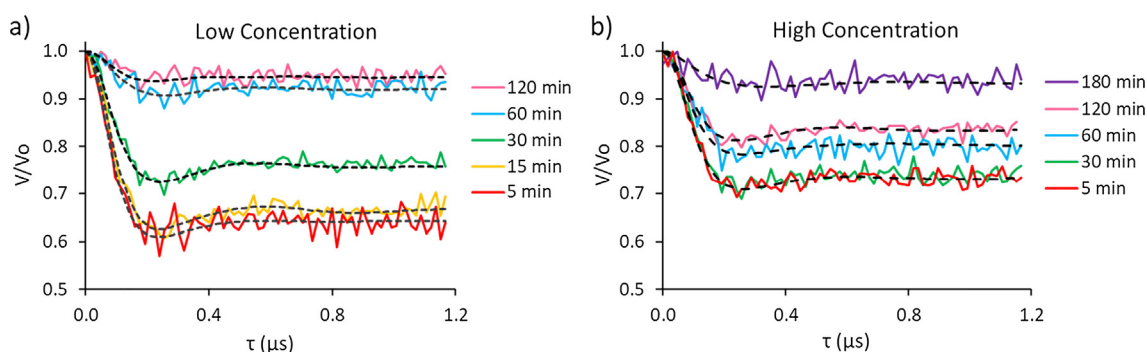 a)
Low Concentration
V/Vo
1.0
0.9
0.8
0.7
0.6
0.5
0.0
0.4
0.8
1.2
τ (μs)
120 min
60 min
30 min
15 min
5 min
b)
High Concentration
V/Vo
1.0
0.9
0.8
0.7
0.6
0.5
0.0
0.4
0.8
1.2
τ (μs)
180 min
120 min
60 min
30 min
5 min